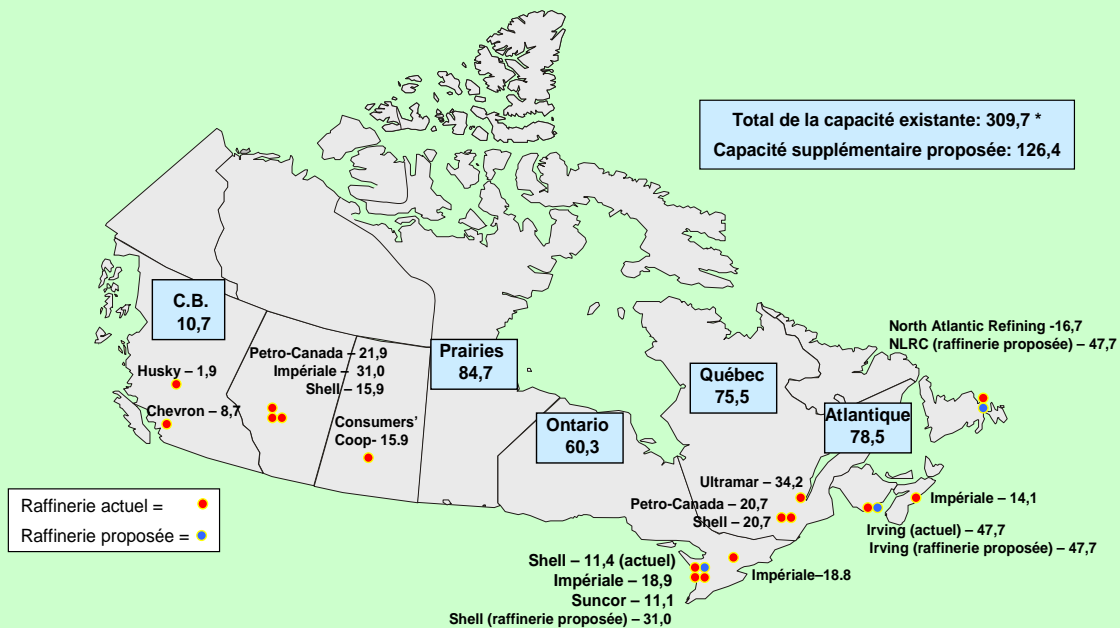 Total de la capacité existante: 309,7 *
Capacité supplémentaire proposée: 126,4
C.B.
10,7
Petro-Canada – 21,9
Impériale – 31,0
Shell – 15,9
Husky – 1,9
Chevron – 8,7
Prairies
84,7
Consumers'
Coop- 15.9
Ontario
60,3
Québec
75,5
Atlantique
78,5
North Atlantic Refining -16,7
NLRC (raffinerie proposée) – 47,7
Ultramar – 34,2
Petro-Canada – 20,7
Shell – 20,7
Impériale – 14,1
Irving (actuel) – 47,7
Irving (raffinerie proposée) – 47,7
Raffinerie actuel =
Raffinerie proposée =
Shell – 11,4 (actuel)
Impériale – 18,9
Suncor – 11,1
Shell (raffinerie proposée) – 31,0
Impériale–18.8